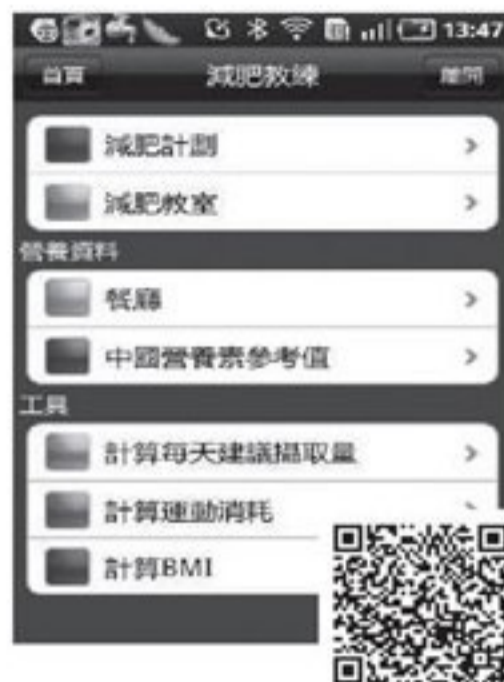 13:47
首頁 減肥教練 離開
減肥計劃
減肥教室
營養資料
餐廳
中國營養素參考值
工具
計算每天建議攝取量
計算運動消耗
計算BMI